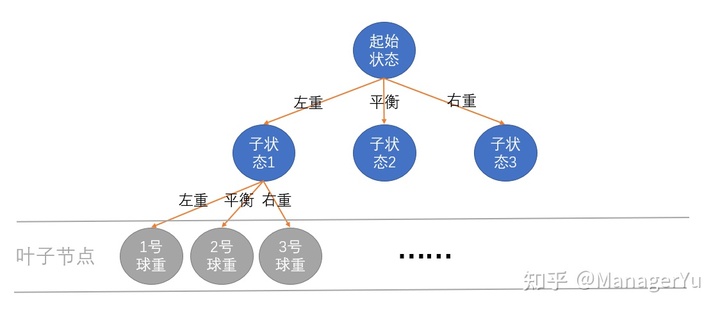 起始
状态
左重
平衡
右重
子状
态1
子状
态2
子状
态3
左重
平衡
右重
叶子节点
1号
球重
2号
球重
3号
球重
……
知乎 @ManagerYu